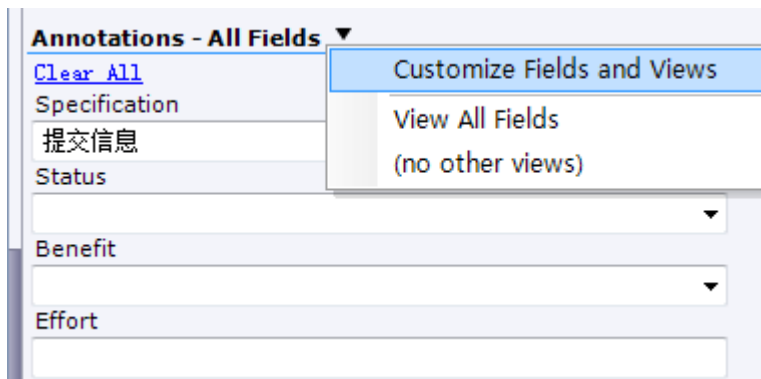 Annotations - All Fields ▼
Customize Fields and Views
Clear All
Specification
View All Fields
提交信息
(no other views)
Status
Benefit
Effort